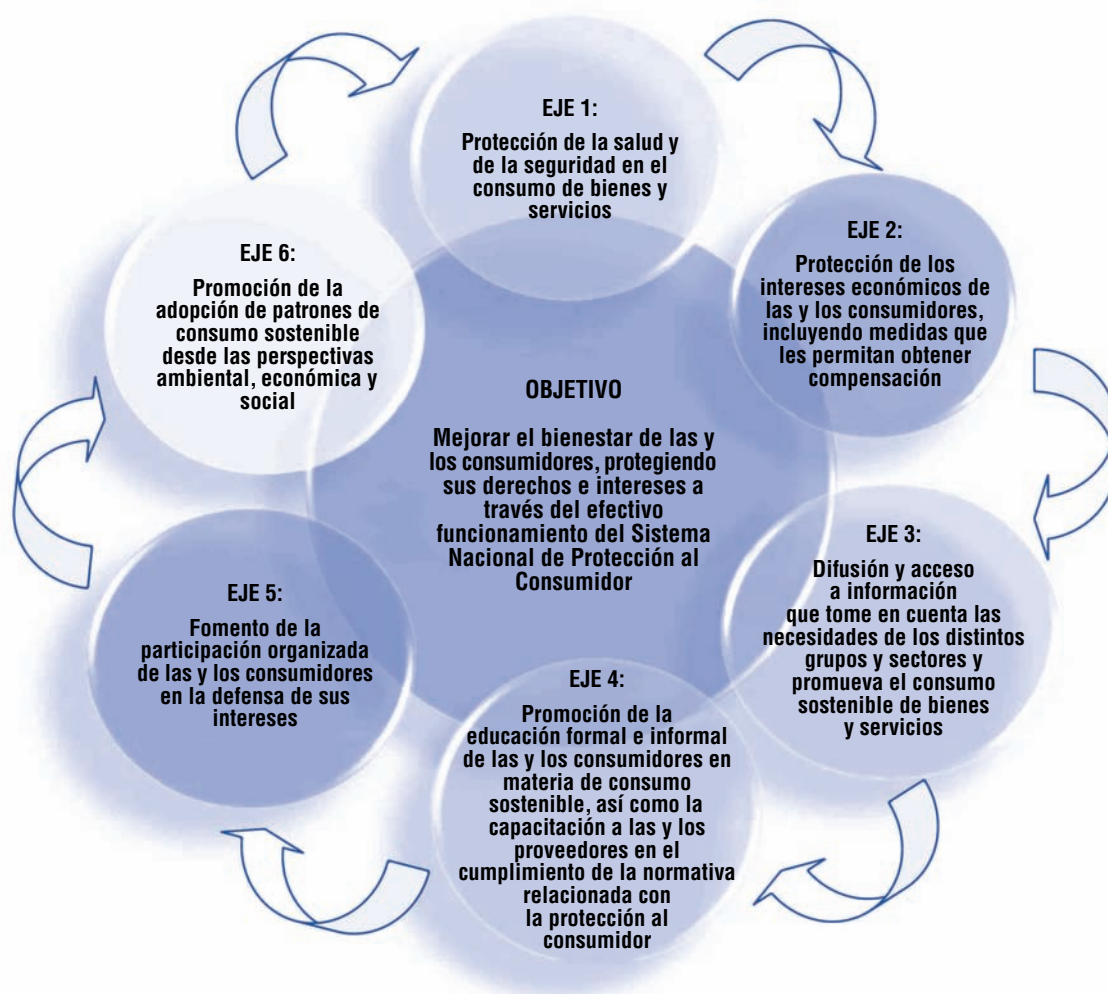 EJE 1:
Protección de la salud y
de la seguridad en el
consumo de bienes y
servicios
EJE 2:
Protección de los
intereses económicos de
las y los consumidores,
incluyendo medidas que
les permitan obtener
compensación
EJE 3:
Difusión y acceso
a información
que tome en cuenta las
necesidades de los distintos
grupos y sectores y
promueva el consumo
sostenible de bienes
y servicios
EJE 4:
Promoción de la
educación formal e informal
de las y los consumidores en
materia de consumo
sostenible, así como la
capacitación a las y los
proveedores en el
cumplimiento de la normativa
relacionada con
la protección al
consumidor
EJE 5:
Fomento de la
participación organizada
de las y los consumidores
en la defensa de sus
intereses
EJE 6:
Promoción de la
adopción de patrones de
consumo sostenible
desde las perspectivas
ambiental, económica y
social
OBJETIVO
Mejorar el bienestar de las y
los consumidores, protegiendo
sus derechos e intereses a
través del efectivo
funcionamiento del Sistema
Nacional de Protección al
Consumidor